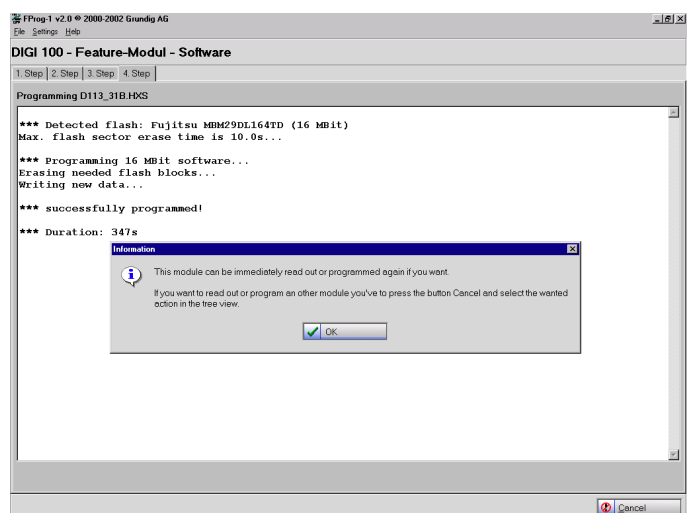 FProg-1 v2.0 © 2000-2002 Grundig AG
File Settings Help
DIGI 100 - Feature-Modul - Software
1. Step 2. Step 3. Step 4. Step
Programming D113_31B.HXS
*** Detected flash: Fujitsu MBM29DL164TD (16 MBit)
Max. flash sector erase time is 10.0s...
*** Programming 16 MBit software...
Erasing needed flash blocks...
Writing new data...
*** successfully programmed!
*** Duration: 347s
Information
This module can be immediately read out or programmed again if you want.
If you want to read out or program an other module you've to press the button Cancel and select the wanted
action in the tree view.
OK
Cancel